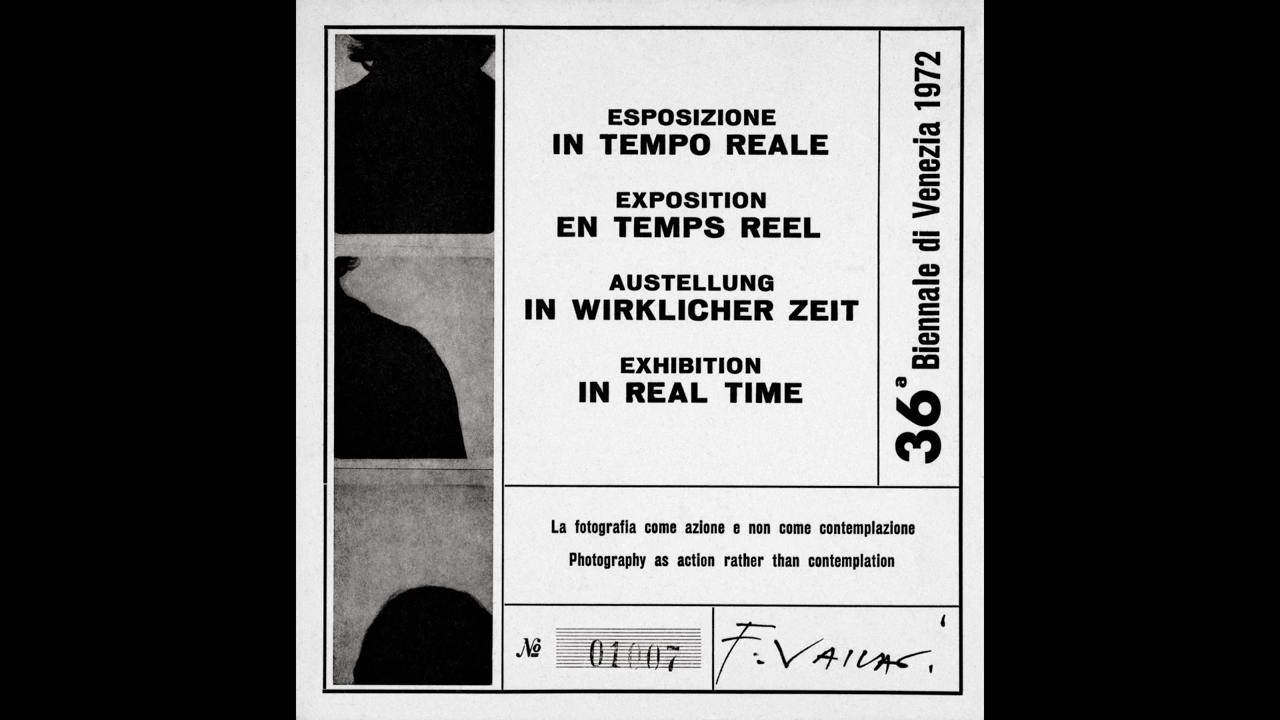 ESPOSIZIONE
IN TEMPO REALE
EXPOSITION
EN TEMPS REEL
AUSTELLUNG
IN WIRKLICHER ZEIT
EXHIBITION
IN REAL TIME
36ª Biennale di Venezia 1972
La fotografia come azione e non come contemplazione
Photography as action rather than contemplation
№ 01007